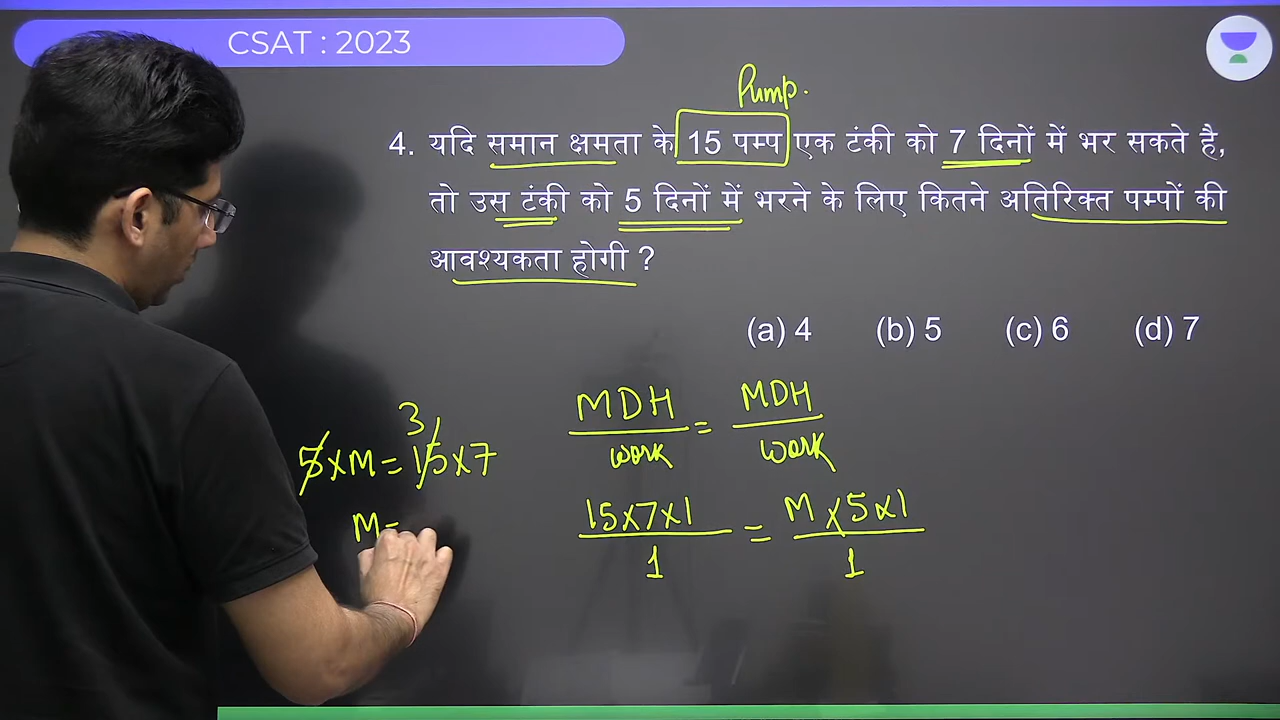 CSAT : 2023
Pump.
4. यदि समान क्षमता के 15 पम्प एक टंकी को 7 दिनों में भर सकते है,
तो उस टंकी को 5 दिनों में भरने के लिए कितने अतिरिक्त पम्पों की
आवश्यकता होगी ?
(a) 4 (b) 5 (c) 6 (d) 7
MDH/work = MDH/work
15x7x1/1 = Mx5x1/1
3
5xM = 15x7
M=